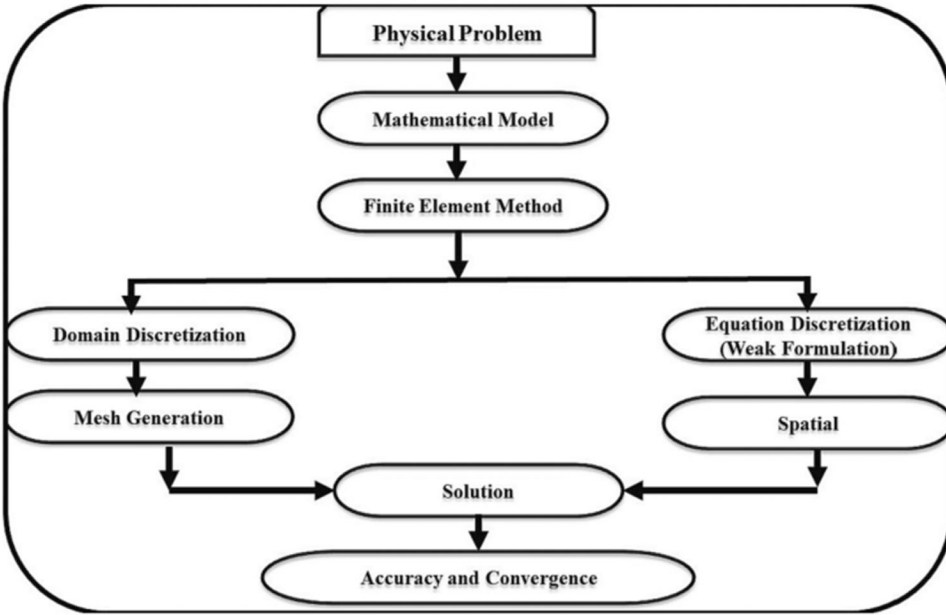 Physical Problem
Mathematical Model
Finite Element Method
Domain Discretization
Equation Discretization
(Weak Formulation)
Mesh Generation
Spatial
Solution
Accuracy and Convergence